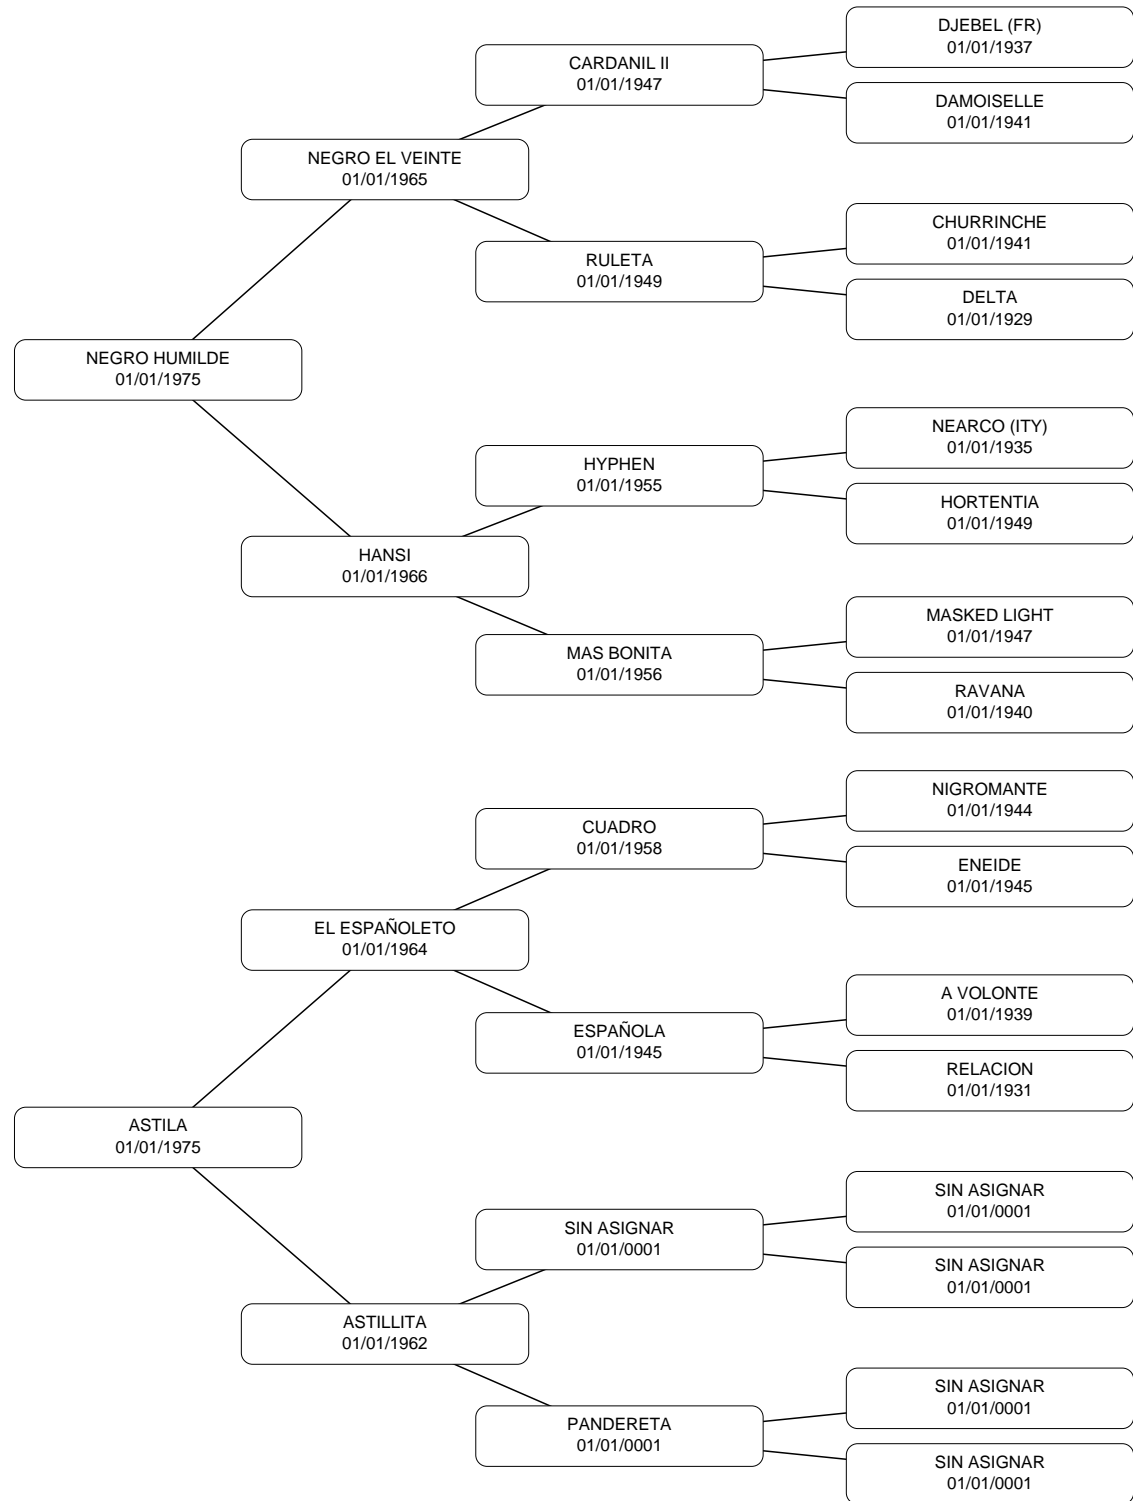 DJEBEL (FR)
01/01/1937
CARDANIL II
01/01/1947
DAMOISELLE
01/01/1941
NEGRO EL VEINTE
01/01/1965
CHURRINCHE
01/01/1941
RULETA
01/01/1949
DELTA
01/01/1929
NEGRO HUMILDE
01/01/1975
NEARCO (ITY)
01/01/1935
HYPHEN
01/01/1955
HORTENTIA
01/01/1949
HANSI
01/01/1966
MASKED LIGHT
01/01/1947
MAS BONITA
01/01/1956
RAVANA
01/01/1940
NIGROMANTE
01/01/1944
CUADRO
01/01/1958
ENEIDE
01/01/1945
EL ESPAÑOLETO
01/01/1964
A VOLONTE
01/01/1939
ESPAÑOLA
01/01/1945
RELACION
01/01/1931
ASTILA
01/01/1975
SIN ASIGNAR
01/01/0001
SIN ASIGNAR
01/01/0001
SIN ASIGNAR
01/01/0001
ASTILLITA
01/01/1962
SIN ASIGNAR
01/01/0001
PANDERETA
01/01/0001
SIN ASIGNAR
01/01/0001